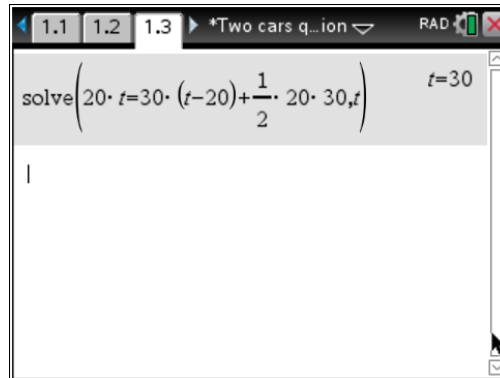 1.1 1.2 1.3 *Two cars q...ion RAD
solve(20· t=30· (t−20)+1/2· 20· 30,t) t=30